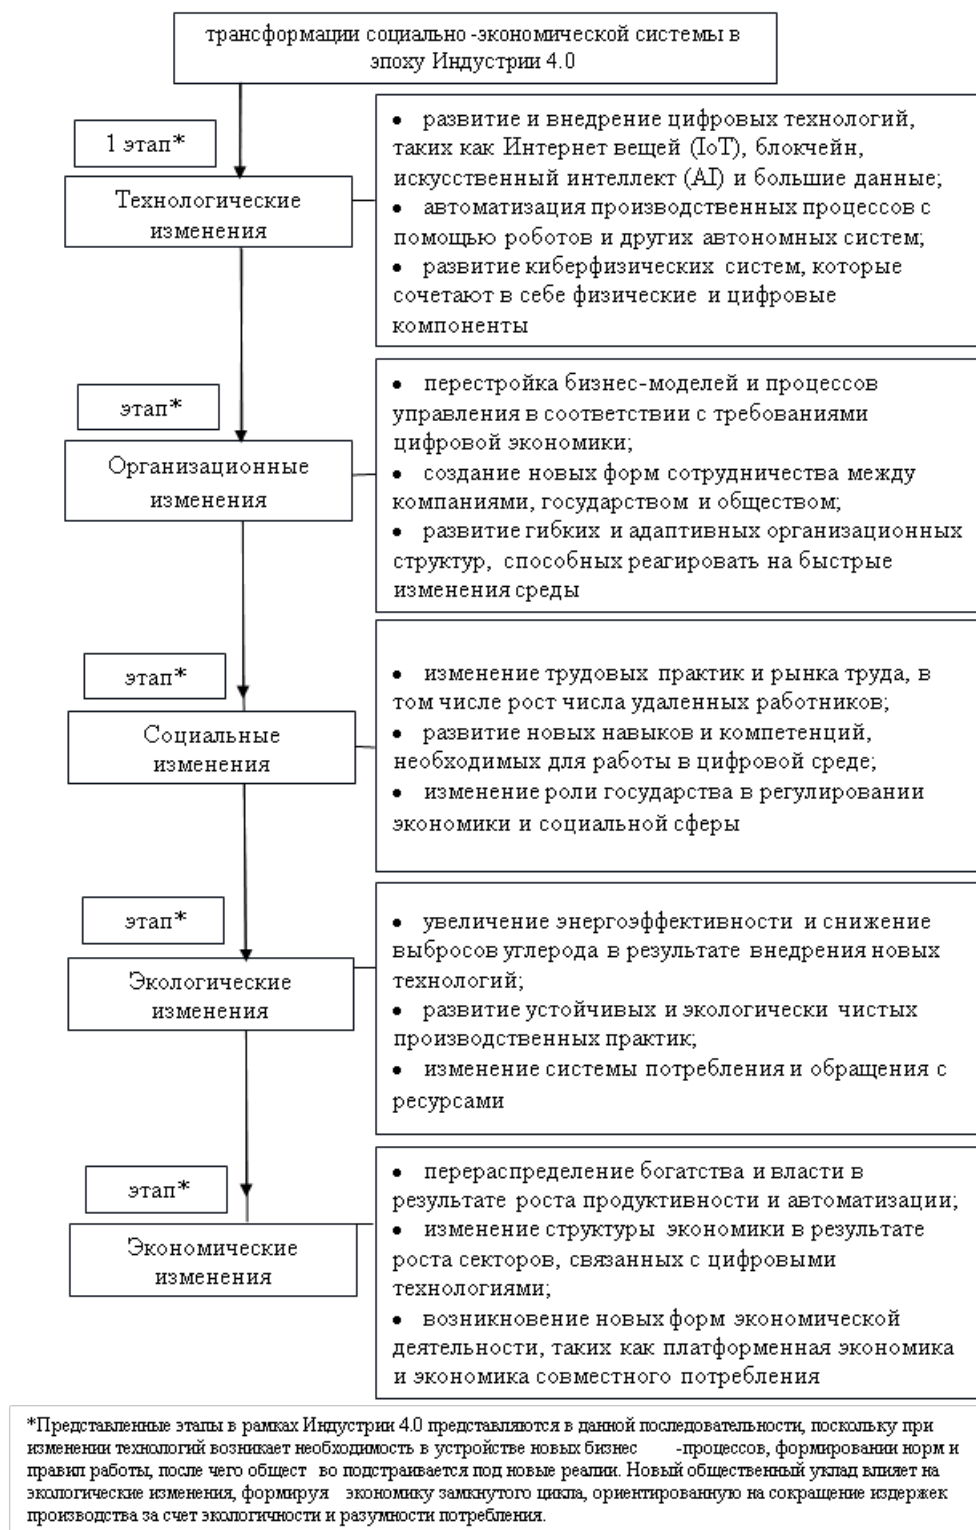 трансформации социально -экономической системы в
эпоху Индустрии 4.0
1 этап*
Технологические
изменения
• развитие и внедрение цифровых технологий,
таких как Интернет вещей (IoT), блокчейн,
искусственный интеллект (AI) и большие данные;
• автоматизация производственных процессов с
помощью роботов и других автономных систем;
• развитие киберфизических систем, которые
сочетают в себе физические и цифровые
компоненты
этап*
Организационные
изменения
• перестройка бизнес-моделей и процессов
управления в соответствии с требованиями
цифровой экономики;
• создание новых форм сотрудничества между
компаниями, государством и обществом;
• развитие гибких и адаптивных организационных
структур, способных реагировать на быстрые
изменения среды
этап*
Социальные
изменения
• изменение трудовых практик и рынка труда, в
том числе рост числа удаленных работников;
• развитие новых навыков и компетенций,
необходимых для работы в цифровой среде;
• изменение роли государства в регулировании
экономики и социальной сферы
этап*
Экологические
изменения
• увеличение энергоэффективности и снижение
выбросов углерода в результате внедрения новых
технологий;
• развитие устойчивых и экологически чистых
производственных практик;
• изменение системы потребления и обращения с
ресурсами
этап*
Экономические
изменения
• перераспределение богатства и власти в
результате роста продуктивности и автоматизации;
• изменение структуры экономики в результате
роста секторов, связанных с цифровыми
технологиями;
• возникновение новых форм экономической
деятельности, таких как платформенная экономика
и экономика совместного потребления
*Представленные этапы в рамках Индустрии 4.0 представляются в данной последовательности, поскольку при
изменении технологий возникает необходимость в устройстве новых бизнес -процессов, формировании норм и
правил работы, после чего общест во подстраивается под новые реалии. Новый общественный уклад влияет на
экологические изменения, формируя экономику замкнутого цикла, ориентированную на сокращение издержек
производства за счет экологичности и разумности потребления.